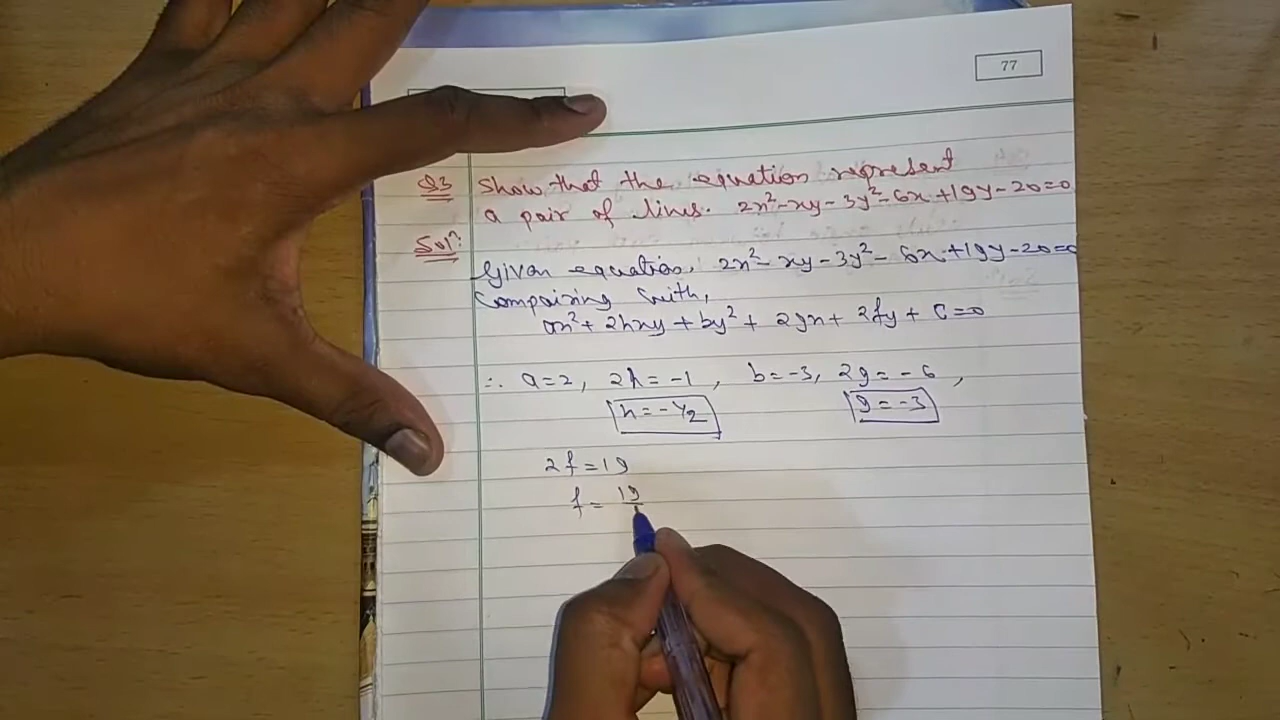 77
Q3 Show that the equation represent
a pair of lines. 2x²-xy-3y²-6x+19y-20=0
Solⁿ:
Given equation, 2x²-xy-3y²-6x+19y-20=0
Compairing with,
ax²+2hxy+by²+2gx+2fy+c=0
∴ a=2, 2h=-1, b=-3, 2g=-6,
h=-1/2 g=-3
2f=19
f=19